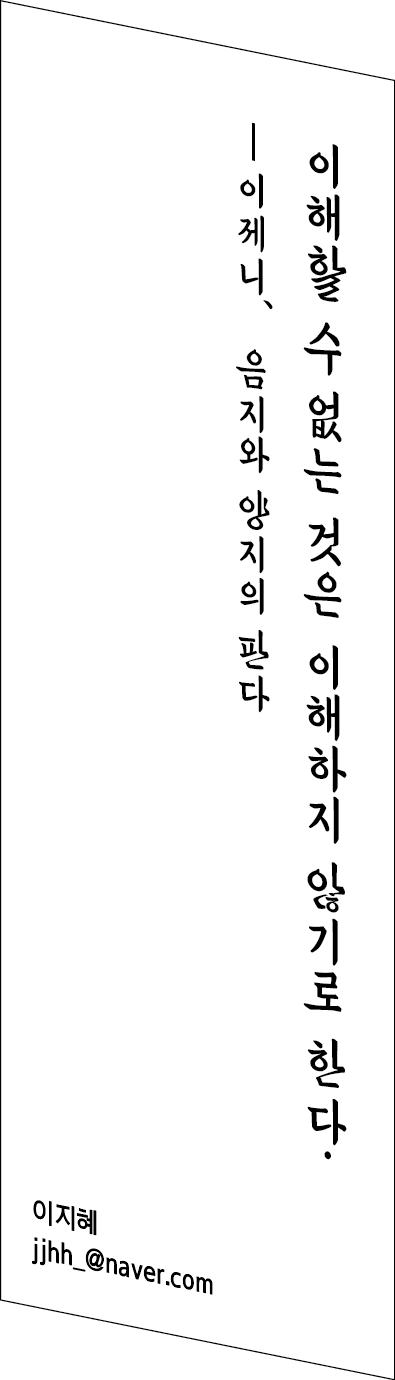 이해할 수 없는 것은 이해하지 않기로 한다.
—이제니、 음지와 양지의 판다
이지혜
jjhh_@naver.com